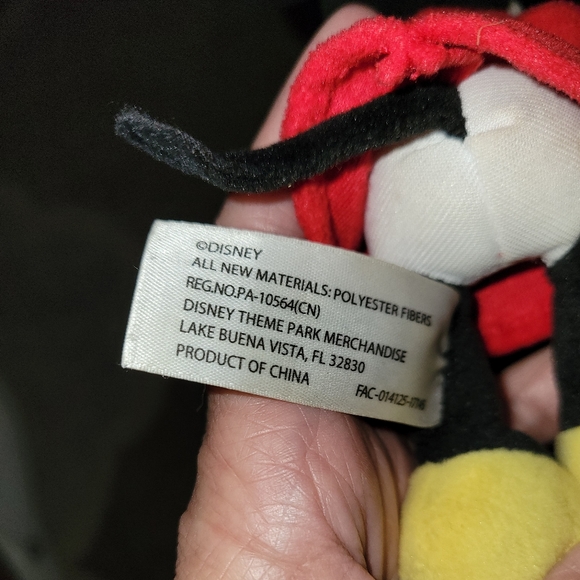 ©DISNEY
ALL NEW MATERIALS: POLYESTER FIBERS
REG.NO.PA-10564(CN)
DISNEY THEME PARK MERCHANDISE
LAKE BUENA VISTA, FL 32830
PRODUCT OF CHINA